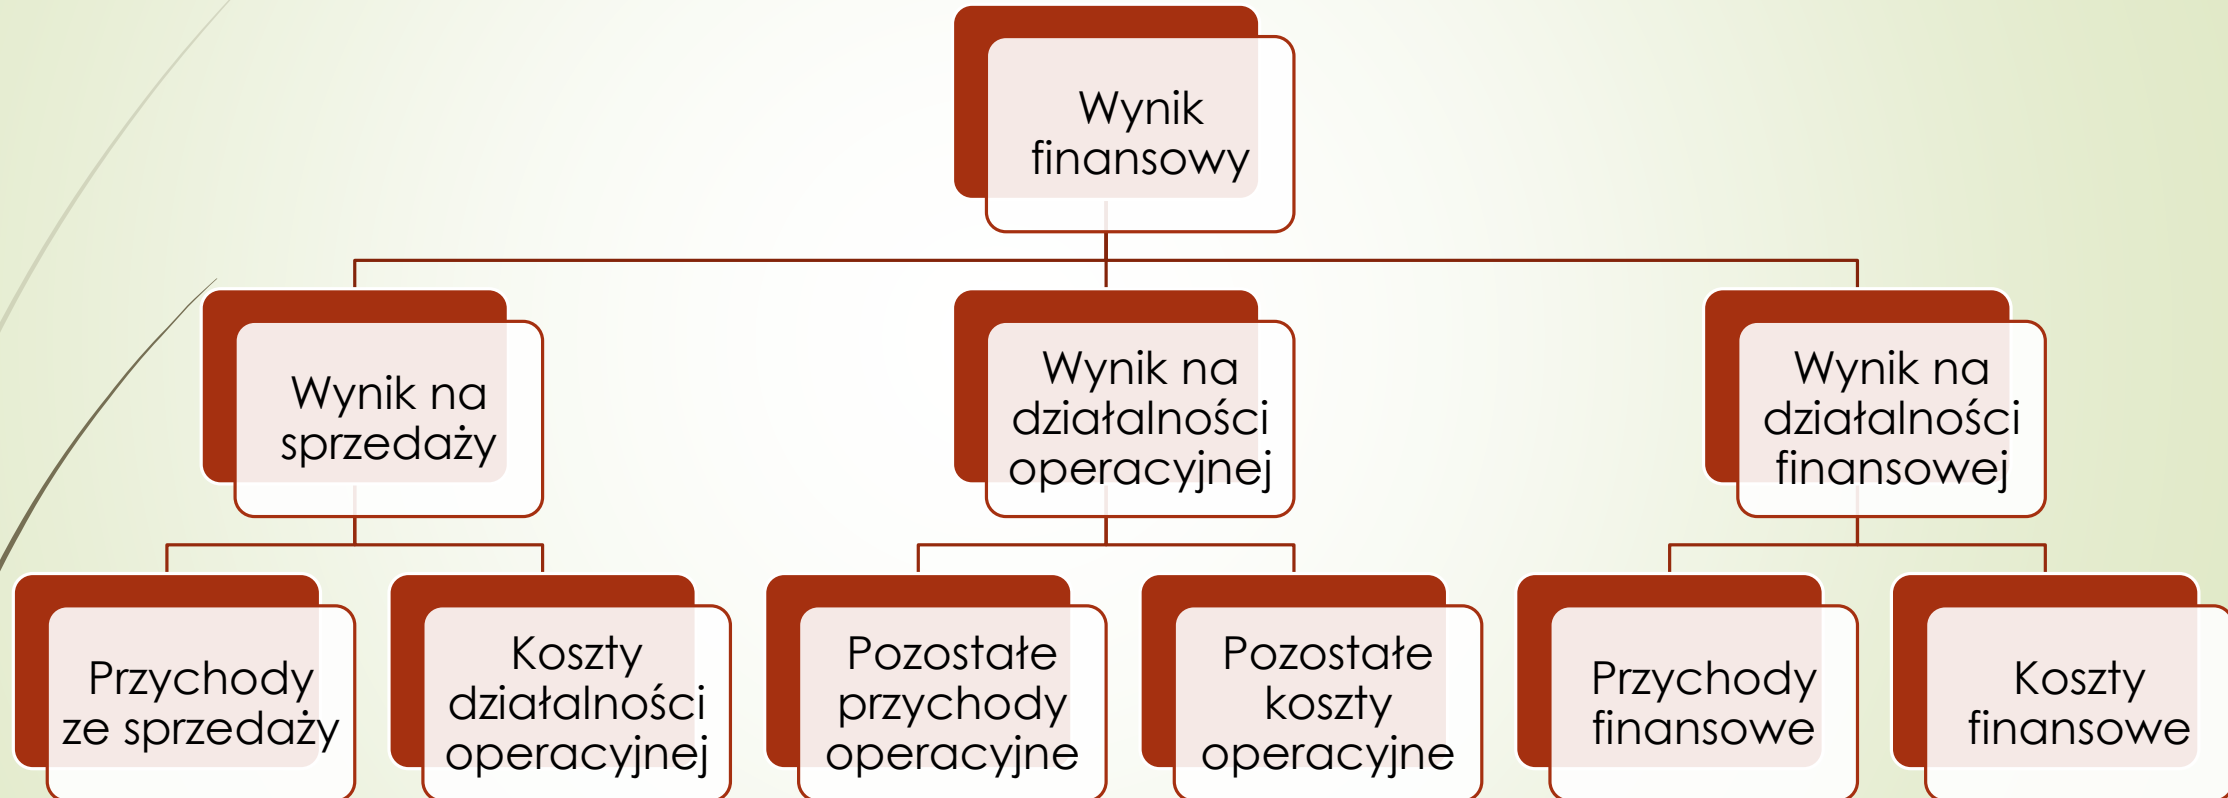 Wynik
finansowy
Wynik na
sprzedaży
Wynik na
działalności
operacyjnej
Wynik na
działalności
finansowej
Przychody
ze sprzedaży
Koszty
działalności
operacyjnej
Pozostałe
przychody
operacyjne
Pozostałe
koszty
operacyjne
Przychody
finansowe
Koszty
finansowe